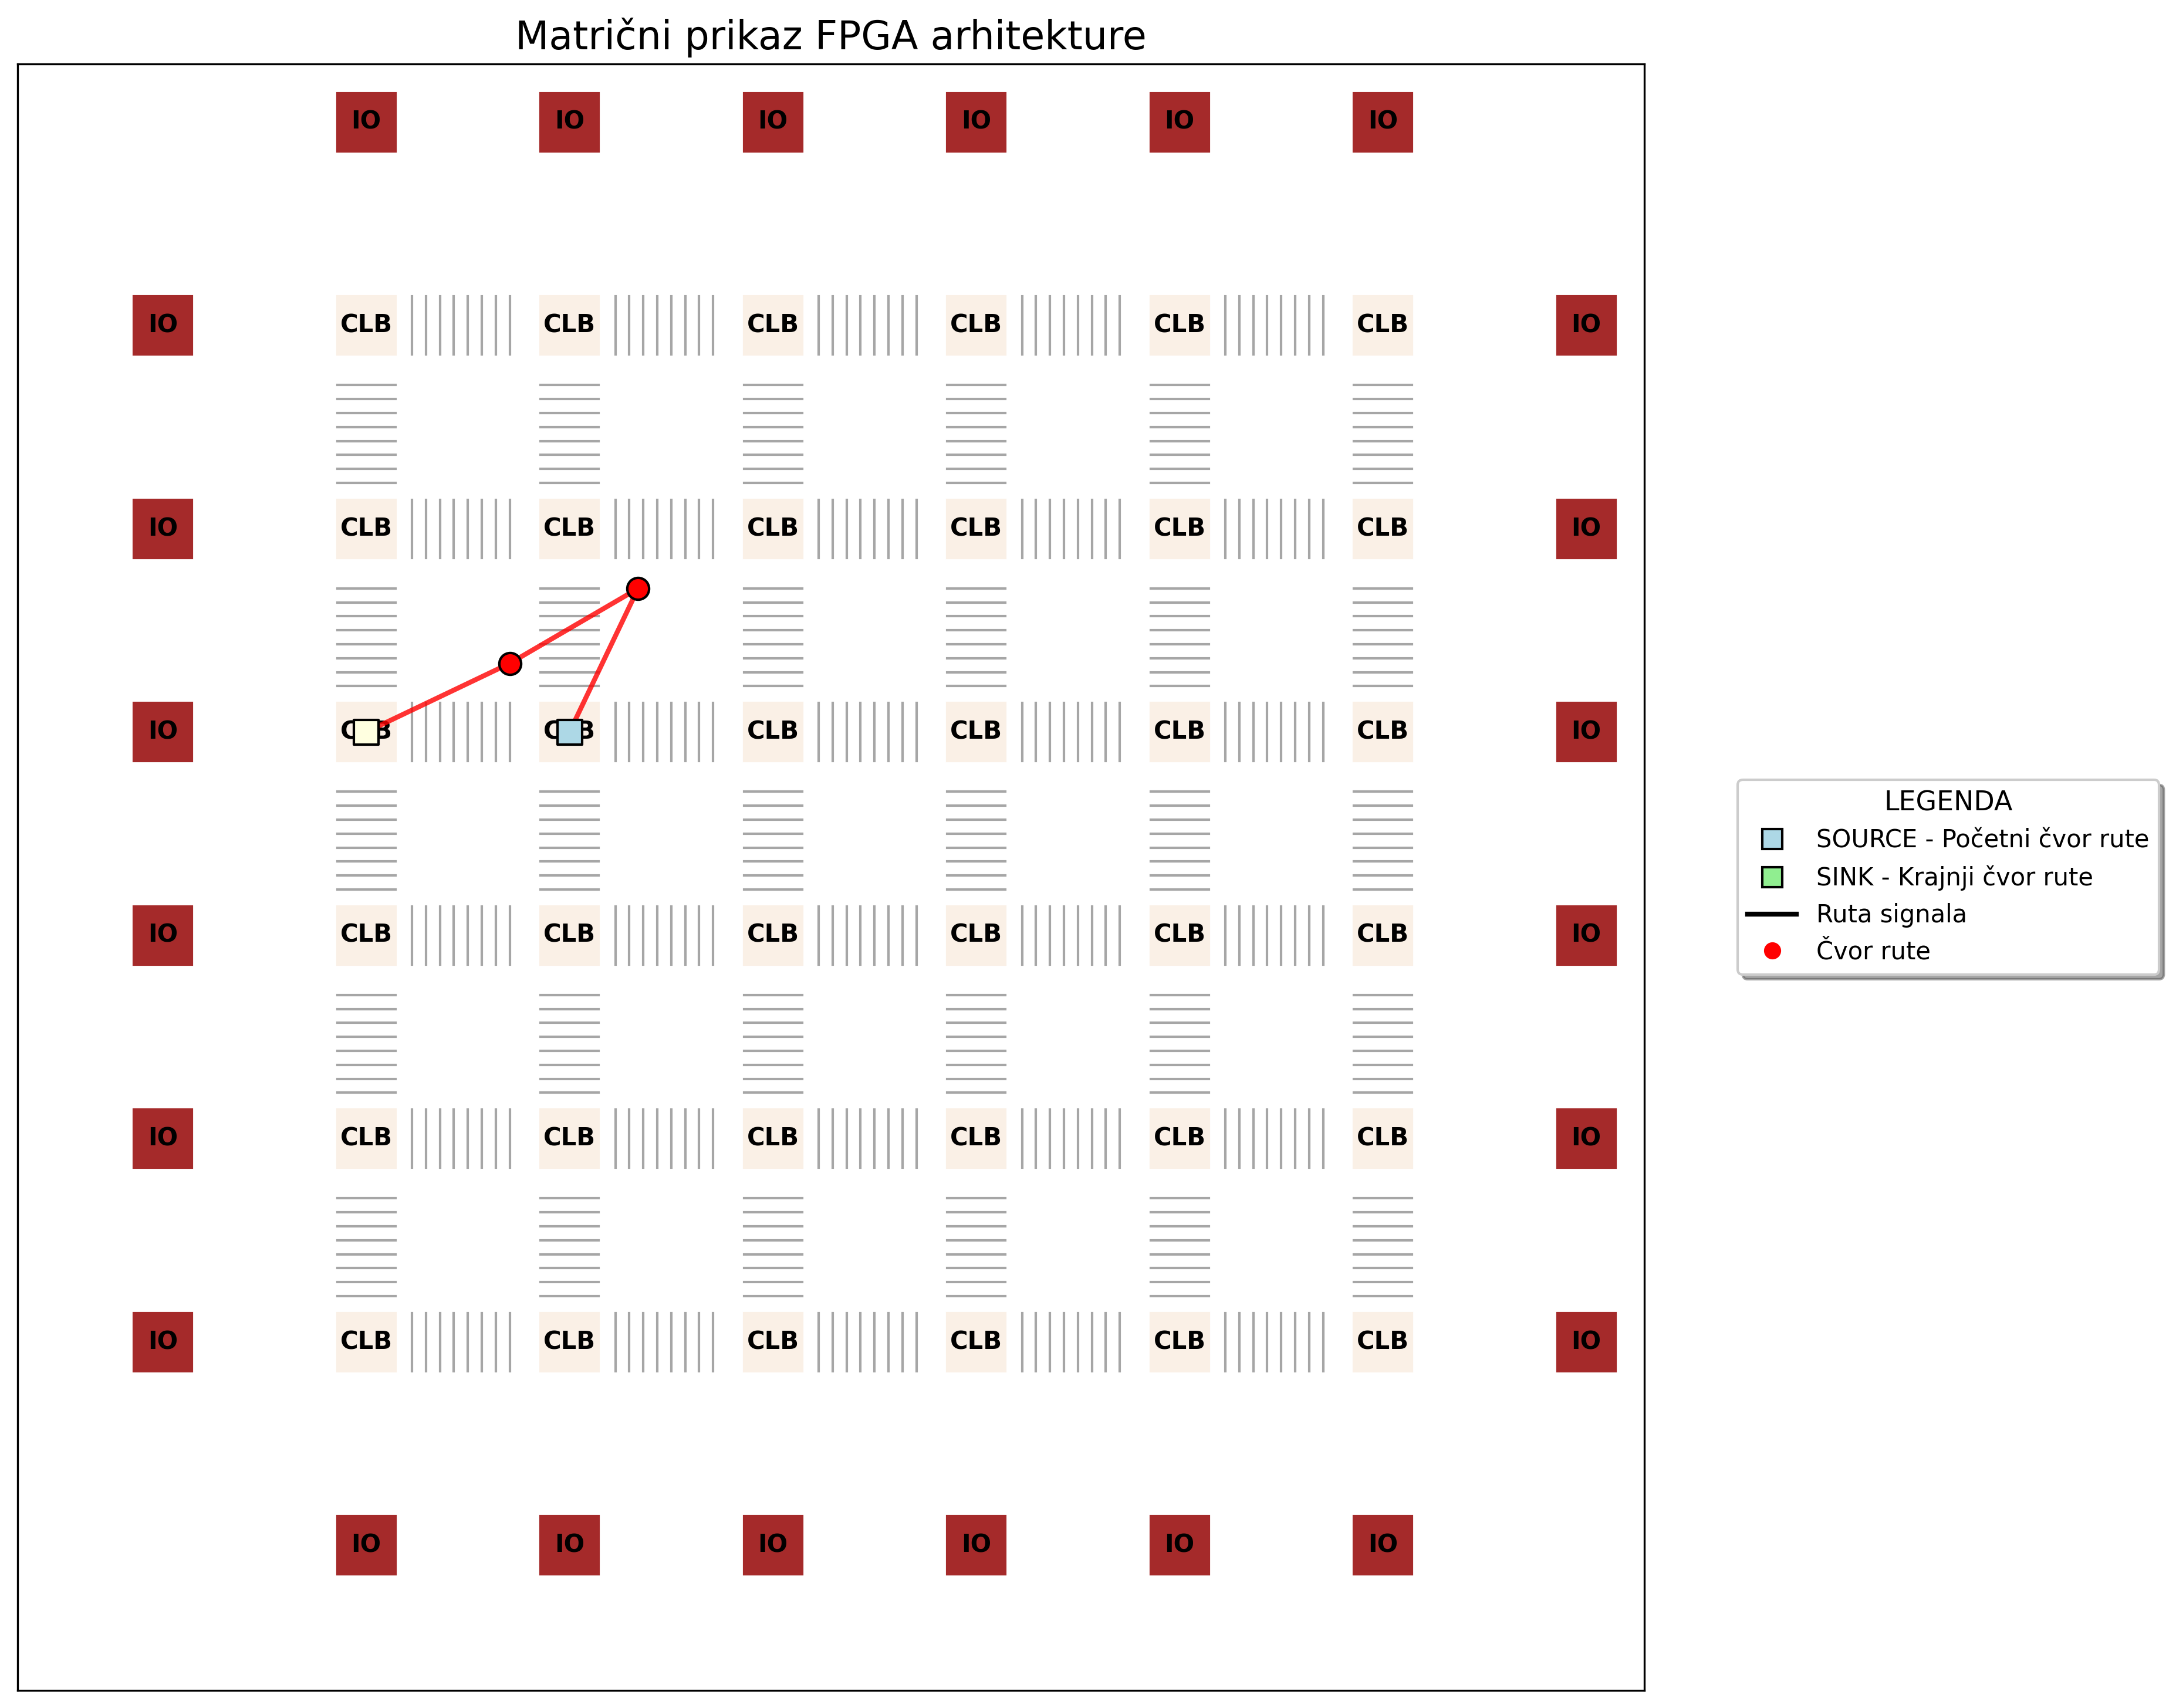 Matrični prikaz FPGA arhitekture
IO IO IO IO IO IO
IO CLB CLB CLB CLB CLB CLB IO
IO CLB CLB CLB CLB CLB CLB IO
IO CLB CLB CLB CLB IO
LEGENDA
SOURCE - Početni čvor rute
SINK - Krajnji čvor rute
Ruta signala
Čvor rute
IO CLB CLB CLB CLB CLB CLB IO
IO CLB CLB CLB CLB CLB CLB IO
IO CLB CLB CLB CLB CLB CLB IO
IO IO IO IO IO IO